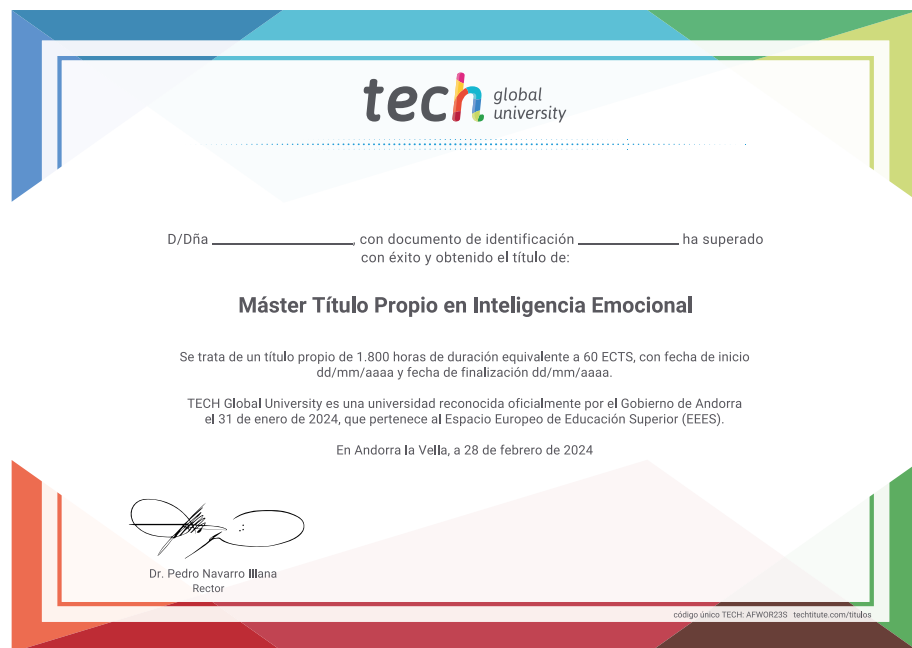 tech global university
D/Dña ______________, con documento de identificación __________ ha superado
con éxito y obtenido el título de:
Máster Título Propio en Inteligencia Emocional
Se trata de un título propio de 1.800 horas de duración equivalente a 60 ECTS, con fecha de inicio
dd/mm/aaaa y fecha de finalización dd/mm/aaaa.
TECH Global University es una universidad reconocida oficialmente por el Gobierno de Andorra
el 31 de enero de 2024, que pertenece al Espacio Europeo de Educación Superior (EEES).
En Andorra la Vella, a 28 de febrero de 2024
Dr. Pedro Navarro Illana
Rector
código único TECH: AFWOR23S techtitute.com/titulos